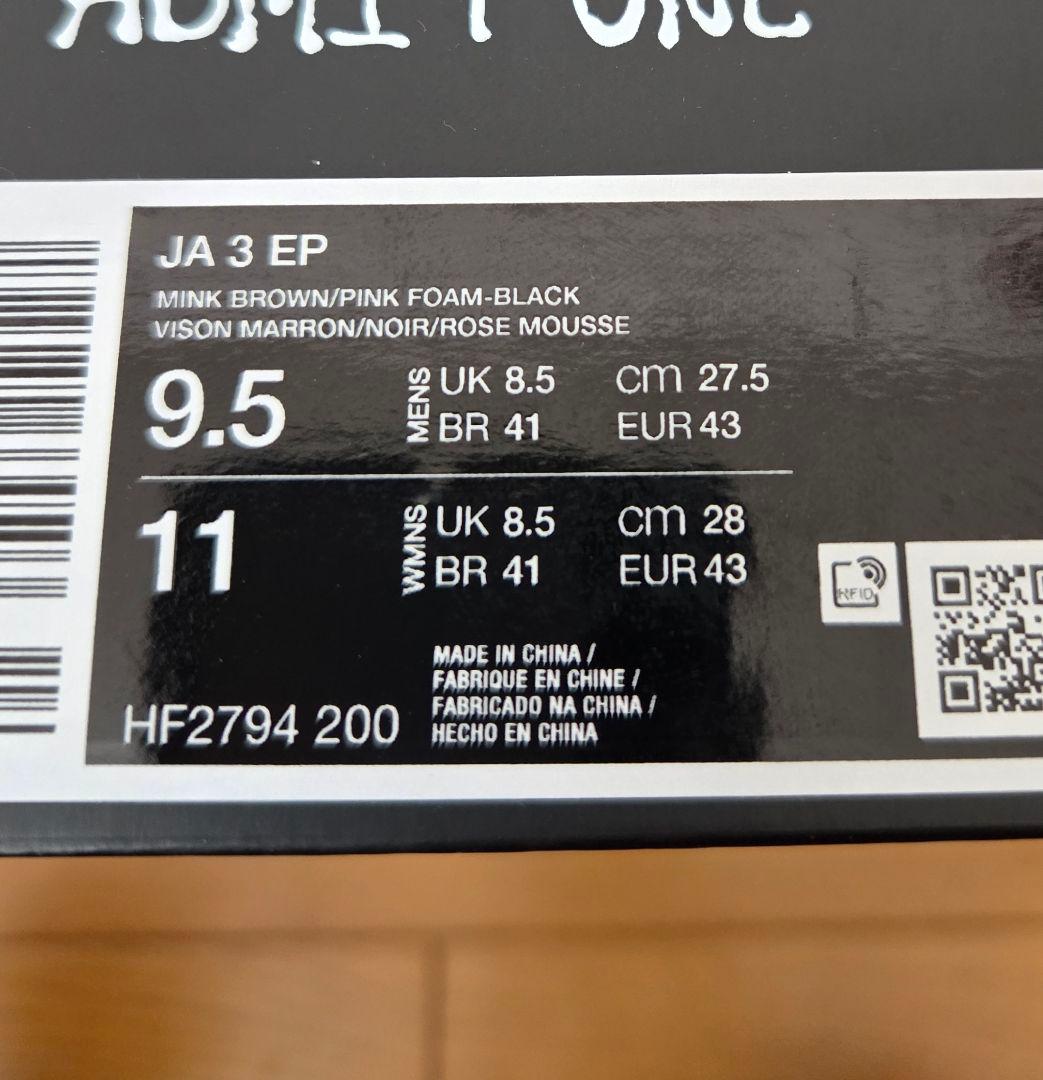 ADMIT ONE
JA 3 EP
MINK BROWN/PINK FOAM-BLACK
VISON MARRON/NOIR/ROSE MOUSSE
9.5 MENS UK 8.5 cm 27.5
BR 41 EUR 43
11 WMNS UK 8.5 cm 28
BR 41 EUR 43
RFID
MADE IN CHINA /
FABRIQUE EN CHINE /
FABRICADO NA CHINA /
HECHO EN CHINA
HF2794 200